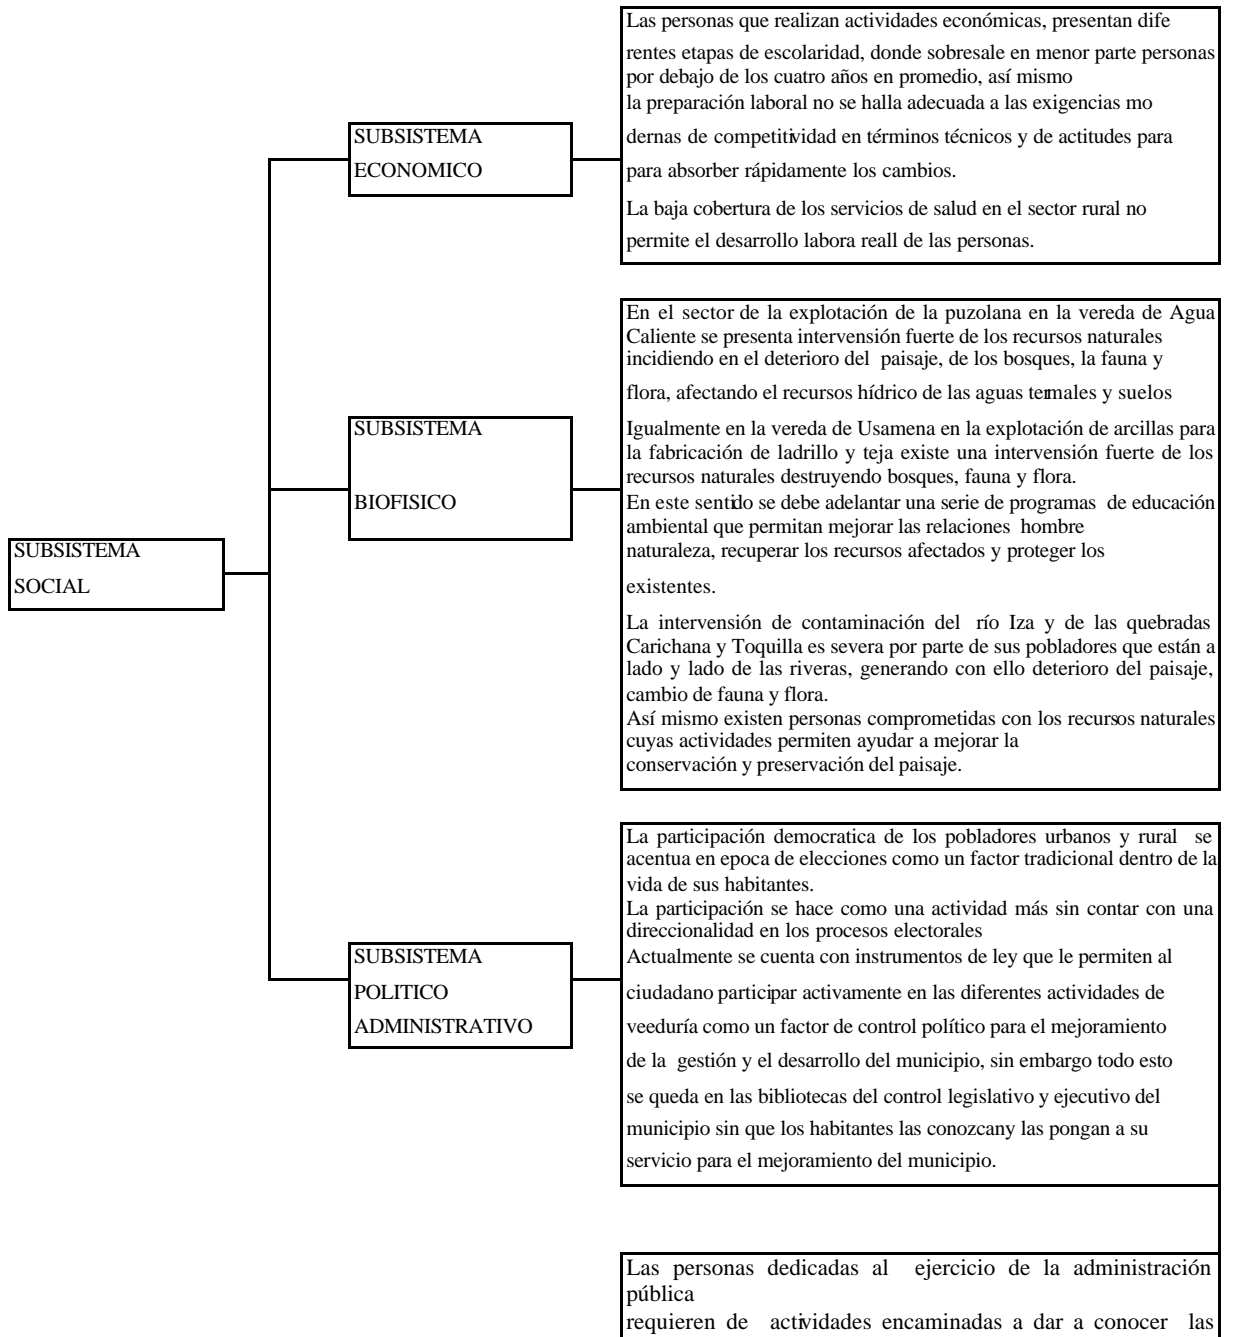 Las personas que realizan actividades económicas, presentan dife
rentes etapas de escolaridad, donde sobresale en menor parte personas
por debajo de los cuatro años en promedio, así mismo
la preparación laboral no se halla adecuada a las exigencias mo
dernas de competitividad en términos técnicos y de actitudes para
para absorber rápidamente los cambios.
La baja cobertura de los servicios de salud en el sector rural no
permite el desarrollo labora reall de las personas.
SUBSISTEMA
ECONOMICO
En el sector de la explotación de la puzolana en la vereda de Agua
Caliente se presenta intervención fuerte de los recursos naturales
incidiendo en el deterioro del paisaje, de los bosques, la fauna y
flora, afectando el recursos hídrico de las aguas termales y suelos
Igualmente en la vereda de Usamena en la explotación de arcillas para
la fabricación de ladrillo y teja existe una intervención fuerte de los
recursos naturales destruyendo bosques, fauna y flora.
En este sentido se debe adelantar una serie de programas de educación
ambiental que permitan mejorar las relaciones hombre
naturaleza, recuperar los recursos afectados y proteger los
existentes.
La intervención de contaminación del río Iza y de las quebradas
Carichana y Toquilla es severa por parte de sus pobladores que están a
lado y lado de las riveras, generando con ello deterioro del paisaje,
cambio de fauna y flora.
Así mismo existen personas comprometidas con los recursos naturales
cuyas actividades permiten ayudar a mejorar la
conservación y preservación del paisaje.
SUBSISTEMA
BIOFISICO
SUBSISTEMA
SOCIAL
La participación democratica de los pobladores urbanos y rural se
acentua en epoca de elecciones como un factor tradicional dentro de la
vida de sus habitantes.
La participación se hace como una actividad más sin contar con una
direccionalidad en los procesos electorales
Actualmente se cuenta con instrumentos de ley que le permiten al
ciudadano participar activamente en las diferentes actividades de
veeduría como un factor de control político para el mejoramiento
de la gestión y el desarrollo del municipio, sin embargo todo esto
se queda en las bibliotecas del control legislativo y ejecutivo del
municipio sin que los habitantes las conozcany las pongan a su
servicio para el mejoramiento del municipio.
SUBSISTEMA
POLITICO
ADMINISTRATIVO
Las personas dedicadas al ejercicio de la administración
pública
requieren de actividades encaminadas a dar a conocer las